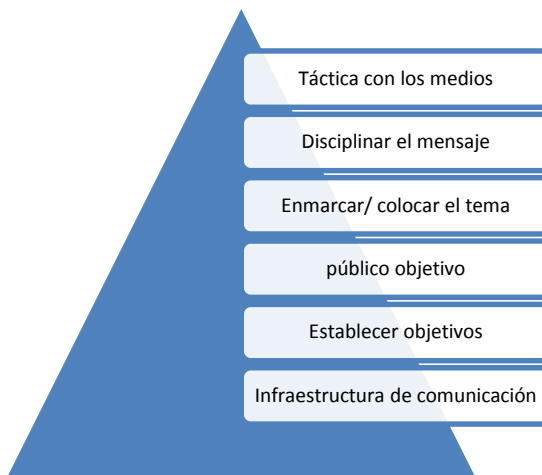 Táctica con los medios
Disciplinar el mensaje
Enmarcar/ colocar el tema
público objetivo
Establecer objetivos
Infraestructura de comunicación